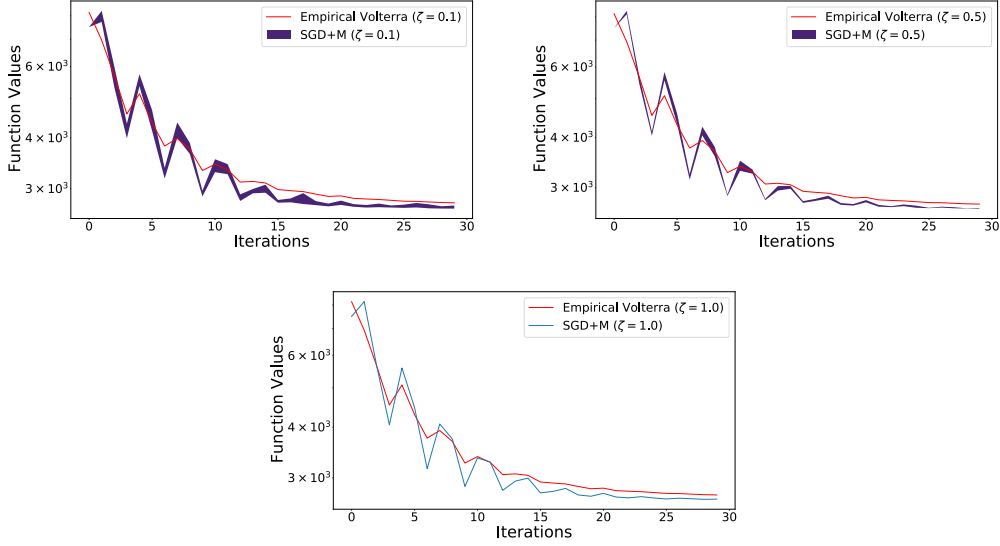 Empirical Volterra (ζ = 0.1)
SGD+M (ζ = 0.1)
Function Values
6 × 10³
4 × 10³
3 × 10³
0 5 10 15 20 25 30
Iterations
Empirical Volterra (ζ = 0.5)
SGD+M (ζ = 0.5)
Function Values
6 × 10³
4 × 10³
3 × 10³
0 5 10 15 20 25 30
Iterations
Empirical Volterra (ζ = 1.0)
SGD+M (ζ = 1.0)
Function Values
6 × 10³
4 × 10³
3 × 10³
0 5 10 15 20 25 30
Iterations